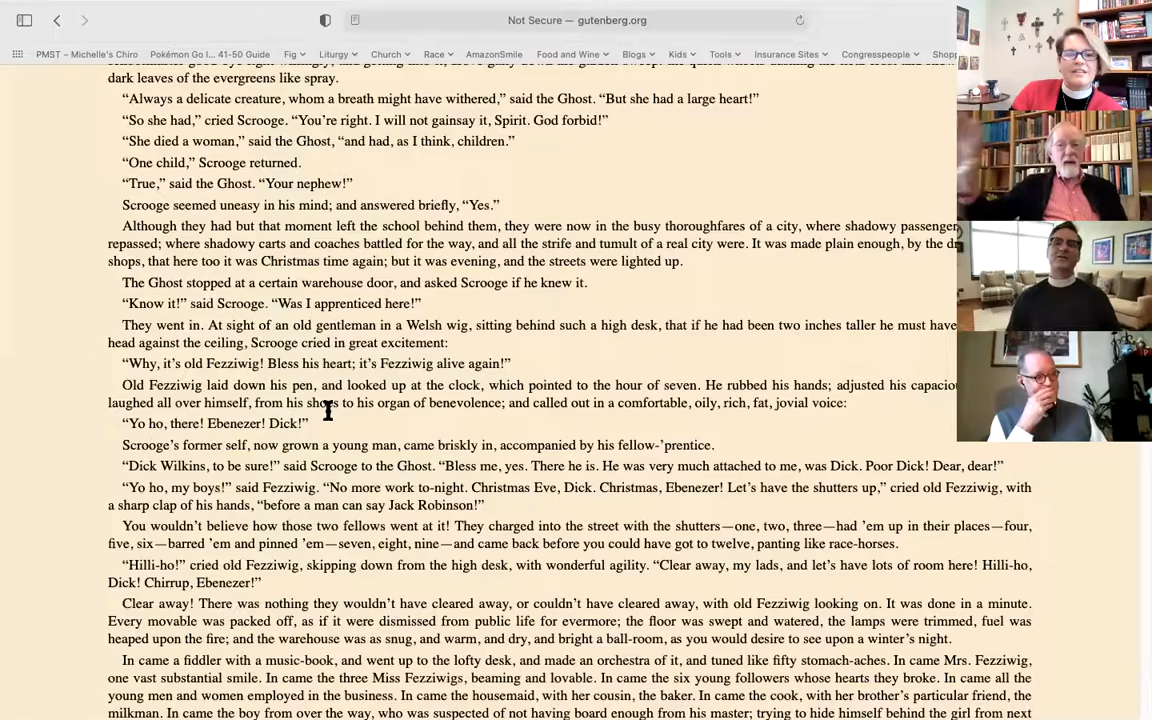 Not Secure — gutenberg.org
PMST – Michelle's Chiro Pokémon Go I... 41-50 Guide Fig Liturgy Church Race AmazonSmile Food and Wine Blogs Kids Tools Insurance Sites Congresspeople Shopp
dark leaves of the evergreens like spray.
“Always a delicate creature, whom a breath might have withered,” said the Ghost. “But she had a large heart!”
“So she had,” cried Scrooge. “You’re right. I will not gainsay it, Spirit. God forbid!”
“She died a woman,” said the Ghost, “and had, as I think, children.”
“One child,” Scrooge returned.
“True,” said the Ghost. “Your nephew!”
Scrooge seemed uneasy in his mind; and answered briefly, “Yes.”
Although they had but that moment left the school behind them, they were now in the busy thoroughfares of a city, where shadowy passenger
repassed; where shadowy carts and coaches battled for the way, and all the strife and tumult of a real city were. It was made plain enough, by the dr
shops, that here too it was Christmas time again; but it was evening, and the streets were lighted up.
The Ghost stopped at a certain warehouse door, and asked Scrooge if he knew it.
“Know it!” said Scrooge. “Was I apprenticed here!”
They went in. At sight of an old gentleman in a Welsh wig, sitting behind such a high desk, that if he had been two inches taller he must have
head against the ceiling, Scrooge cried in great excitement:
“Why, it’s old Fezziwig! Bless his heart; it’s Fezziwig alive again!”
Old Fezziwig laid down his pen, and looked up at the clock, which pointed to the hour of seven. He rubbed his hands; adjusted his capacio
laughed all over himself, from his shoes to his organ of benevolence; and called out in a comfortable, oily, rich, fat, jovial voice:
“Yo ho, there! Ebenezer! Dick!”
Scrooge’s former self, now grown a young man, came briskly in, accompanied by his fellow-’prentice.
“Dick Wilkins, to be sure!” said Scrooge to the Ghost. “Bless me, yes. There he is. He was very much attached to me, was Dick. Poor Dick! Dear, dear!”
“Yo ho, my boys!” said Fezziwig. “No more work to-night. Christmas Eve, Dick. Christmas, Ebenezer! Let’s have the shutters up,” cried old Fezziwig, with
a sharp clap of his hands, “before a man can say Jack Robinson!”
You wouldn’t believe how those two fellows went at it! They charged into the street with the shutters—one, two, three—had ’em up in their places—four,
five, six—barred ’em and pinned ’em—seven, eight, nine—and came back before you could have got to twelve, panting like race-horses.
“Hilli-ho!” cried old Fezziwig, skipping down from the high desk, with wonderful agility. “Clear away, my lads, and let’s have lots of room here! Hilli-ho,
Dick! Chirrup, Ebenezer!”
Clear away! There was nothing they wouldn’t have cleared away, or couldn’t have cleared away, with old Fezziwig looking on. It was done in a minute.
Every movable was packed off, as if it were dismissed from public life for evermore; the floor was swept and watered, the lamps were trimmed, fuel was
heaped upon the fire; and the warehouse was as snug, and warm, and dry, and bright a ball-room, as you would desire to see upon a winter’s night.
In came a fiddler with a music-book, and went up to the lofty desk, and made an orchestra of it, and tuned like fifty stomach-aches. In came Mrs. Fezziwig,
one vast substantial smile. In came the three Miss Fezziwigs, beaming and lovable. In came the six young followers whose hearts they broke. In came all the
young men and women employed in the business. In came the housemaid, with her cousin, the baker. In came the cook, with her brother’s particular friend, the
milkman. In came the boy from over the way, who was suspected of not having board enough from his master; trying to hide himself behind the girl from next